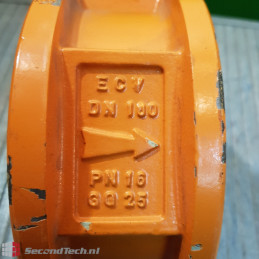 ECV
DN 100
PN 16
GG 25
SecondTech.nl